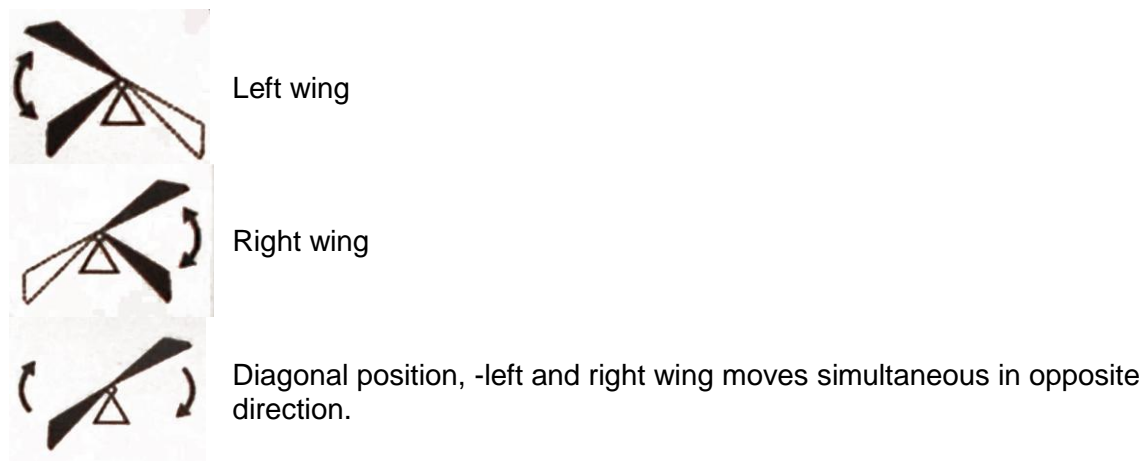 Left wing
Right wing
Diagonal position, -left and right wing moves simultaneous in opposite
direction.